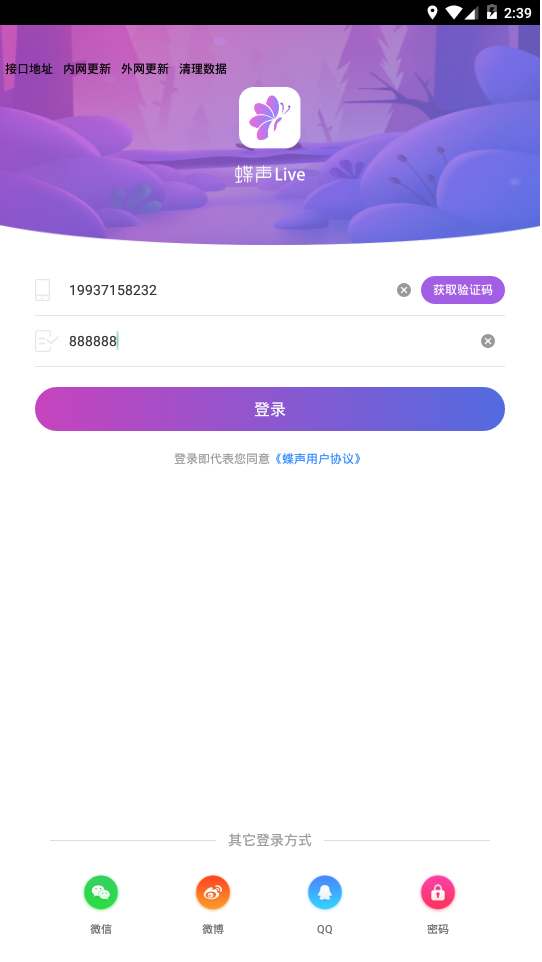 2:39
接口地址 内网更新 外网更新 清理数据
蝶声Live
19937158232 获取验证码
888888
登录
登录即代表您同意《蝶声用户协议》
其它登录方式
微信 微博 QQ 密码